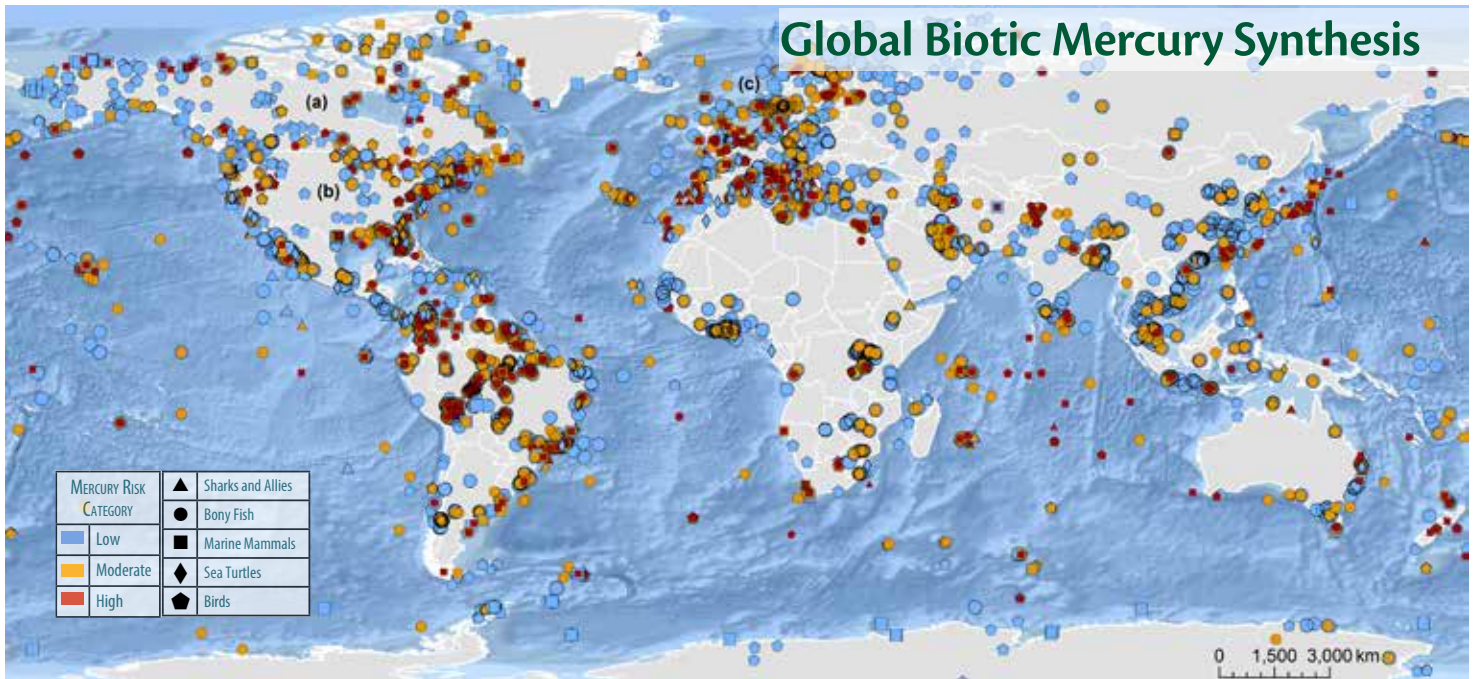 Global Biotic Mercury Synthesis
(c)
(a)
(b)
Mercury Risk
Category
Low
Moderate
High
Sharks and Allies
Bony Fish
Marine Mammals
Sea Turtles
Birds
0 1,500 3,000 km